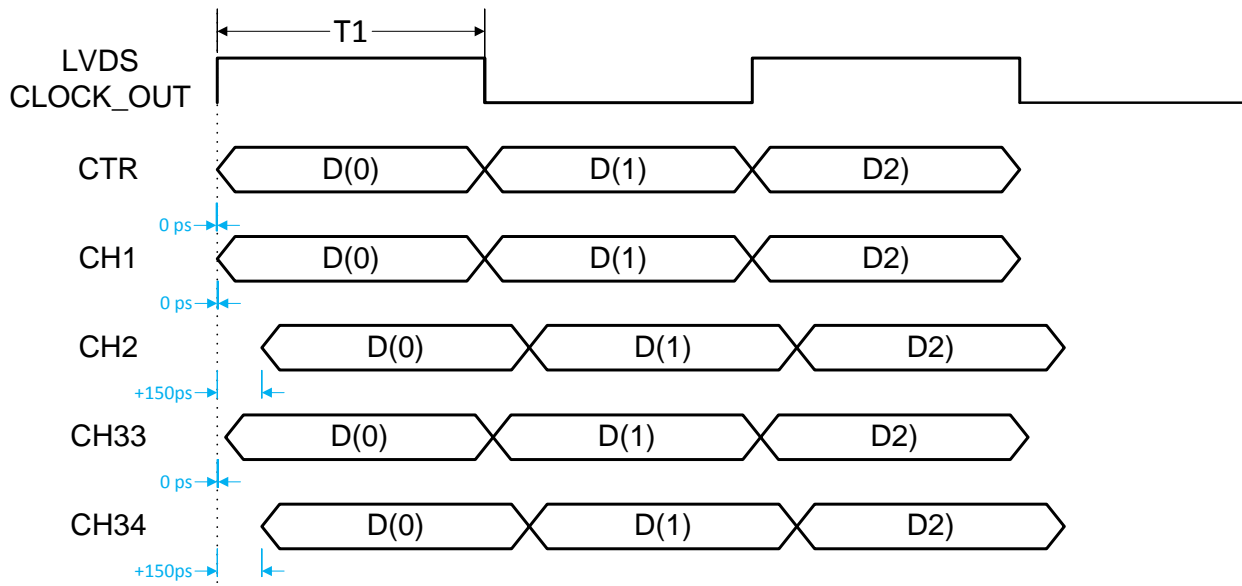 T1
LVDS
CLOCK_OUT
CTR D(0) D(1) D2)
0 ps
CH1 D(0) D(1) D2)
0 ps
CH2 D(0) D(1) D2)
+150ps
CH33 D(0) D(1) D2)
0 ps
CH34 D(0) D(1) D2)
+150ps